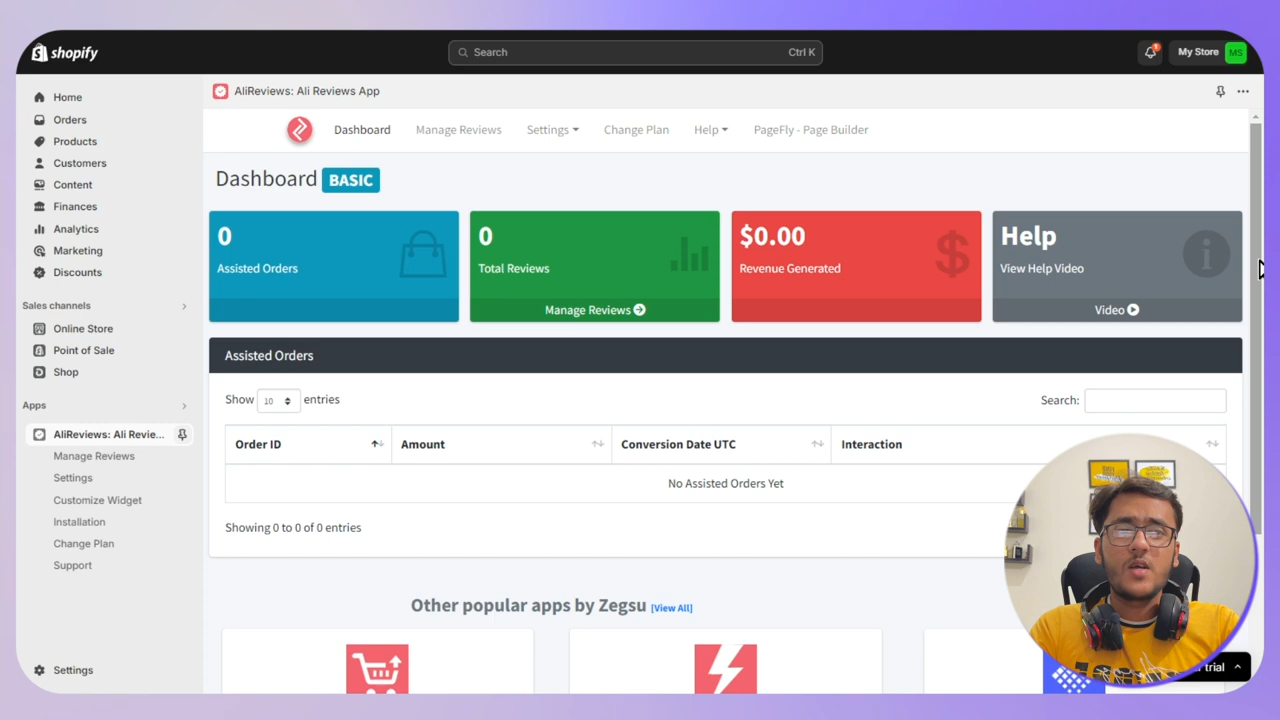 shopify
Search
Ctrl K
My Store
MS
Home
Orders
Products
Customers
Content
Finances
Analytics
Marketing
Discounts
Sales channels
Online Store
Point of Sale
Shop
Apps
AliReviews: Ali Revie...
Manage Reviews
Settings
Customize Widget
Installation
Change Plan
Support
Settings
AliReviews: Ali Reviews App
Dashboard
Manage Reviews
Settings
Change Plan
Help
PageFly - Page Builder
Dashboard BASIC
0
Assisted Orders
0
Total Reviews
Manage Reviews
$0.00
Revenue Generated
Help
View Help Video
Video
Assisted Orders
Show 10 entries
Search:
Order ID
Amount
Conversion Date UTC
Interaction
No Assisted Orders Yet
Showing 0 to 0 of 0 entries
Other popular apps by Zegsu [View All]
trial